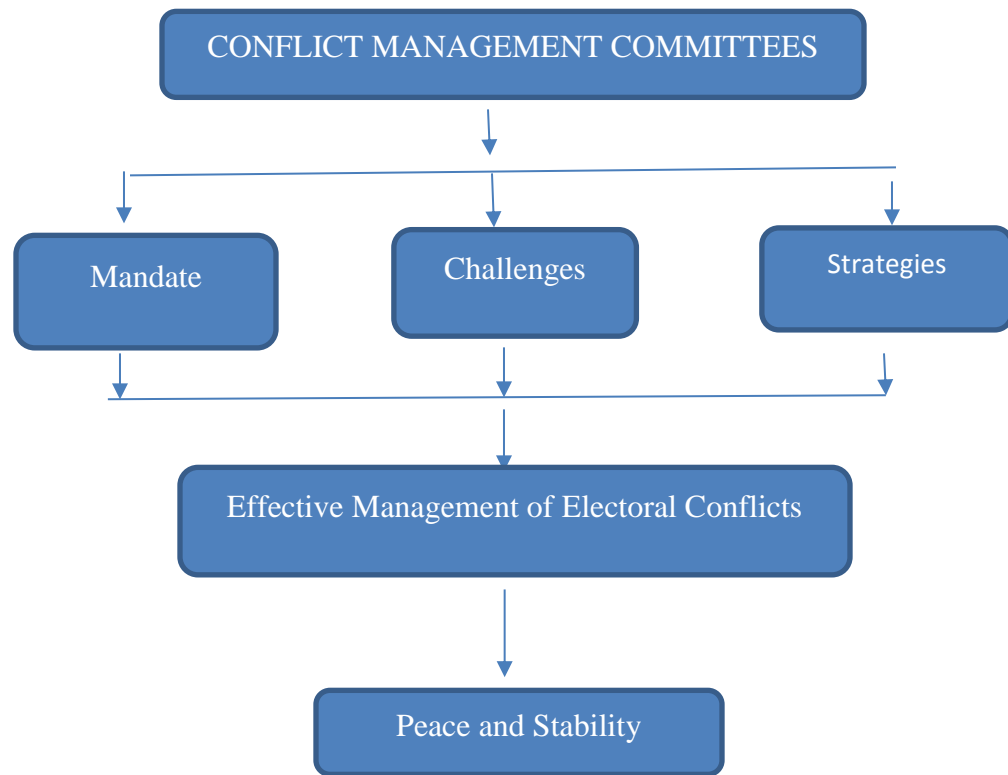 CONFLICT MANAGEMENT COMMITTEES
Mandate
Challenges
Strategies
Effective Management of Electoral Conflicts
Peace and Stability